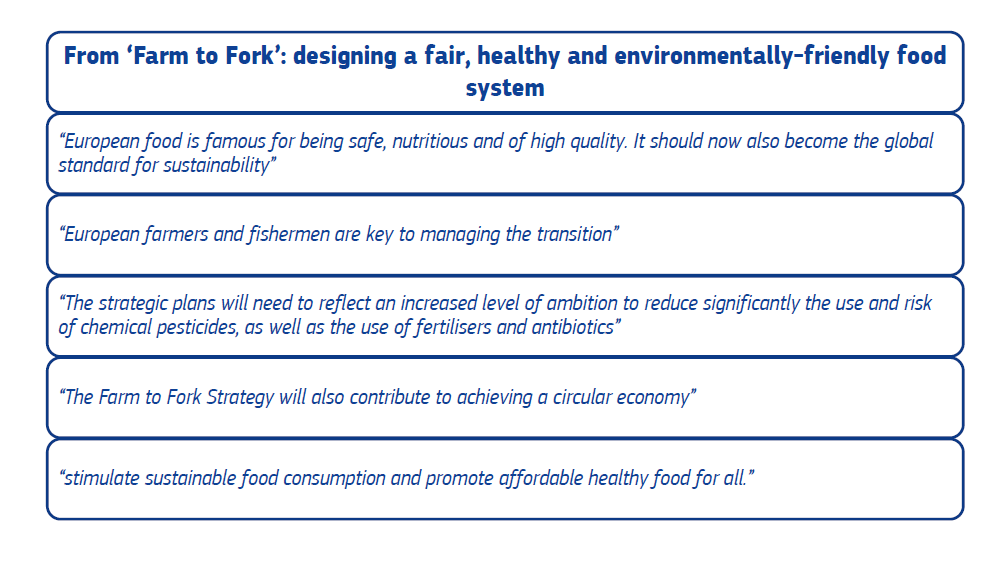 From ‘Farm to Fork’: designing a fair, healthy and environmentally-friendly food
system
“European food is famous for being safe, nutritious and of high quality. It should now also become the global
standard for sustainability”
“European farmers and fishermen are key to managing the transition”
“The strategic plans will need to reflect an increased level of ambition to reduce significantly the use and risk
of chemical pesticides, as well as the use of fertilisers and antibiotics”
“The Farm to Fork Strategy will also contribute to achieving a circular economy”
“stimulate sustainable food consumption and promote affordable healthy food for all.”